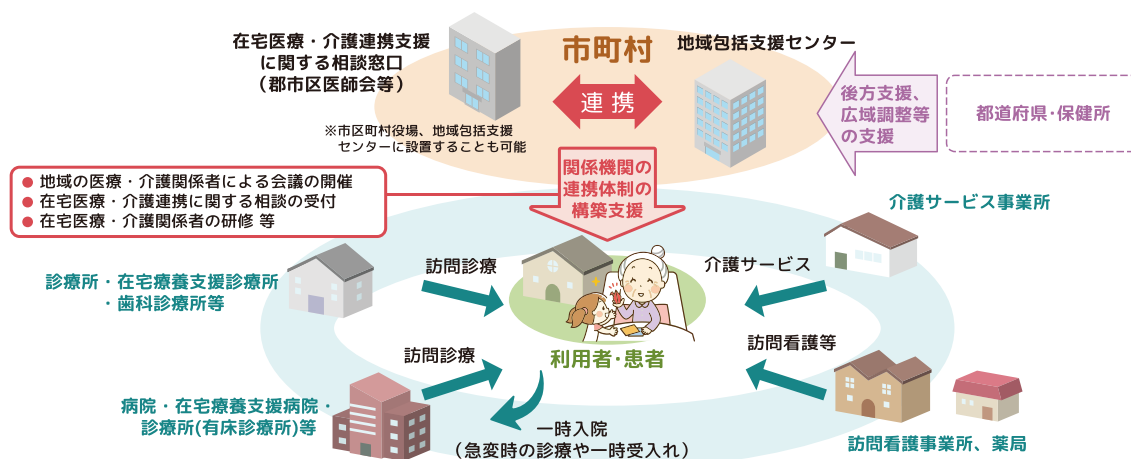 在宅医療・介護連携支援
に関する相談窓口
（郡市区医師会等）
市町村
地域包括支援センター
連携
※市区町村役場、地域包括支援
センターに設置することも可能
後方支援、
広域調整等
の支援
都道府県・保健所
関係機関の
連携体制の
構築支援
● 地域の医療・介護関係者による会議の開催
● 在宅医療・介護連携に関する相談の受付
● 在宅医療・介護関係者の研修 等
介護サービス事業所
診療所・在宅療養支援診療所
・歯科診療所等
訪問診療
介護サービス
利用者・患者
訪問診療
訪問看護等
病院・在宅療養支援病院・
診療所(有床診療所)等
一時入院
（急変時の診療や一時受入れ）
訪問看護事業所、薬局